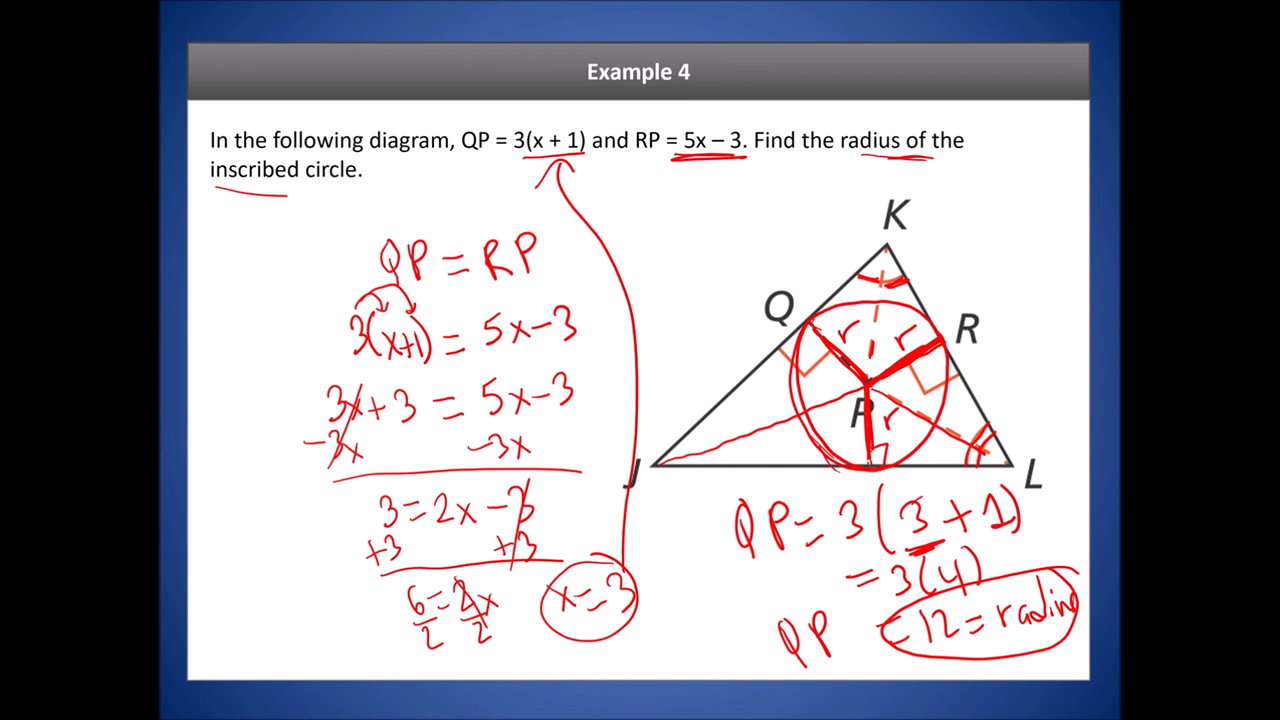 Example 4
In the following diagram, QP = 3(x + 1) and RP = 5x – 3. Find the radius of the
inscribed circle.
K
Q
R
r
r
P
r
J
L
QP = RP
3(x+1) = 5x-3
3x+3 = 5x-3
-3x -3x
3 = 2x - 3
+3 +3
6 = 2x
2 2
x = 3
QP = 3(3+1)
= 3(4)
QP = 12 = radius